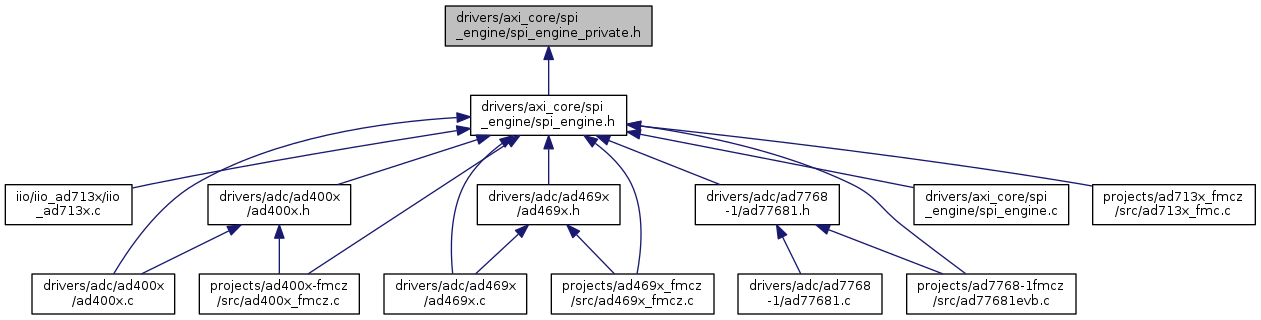 drivers/axi_core/spi
_engine/spi_engine_private.h
drivers/axi_core/spi
_engine/spi_engine.h
iio/iio_ad713x/iio
_ad713x.c
drivers/adc/ad400x
/ad400x.h
drivers/adc/ad469x
/ad469x.h
drivers/adc/ad7768
-1/ad77681.h
drivers/axi_core/spi
_engine/spi_engine.c
projects/ad713x_fmcz
/src/ad713x_fmc.c
drivers/adc/ad400x
/ad400x.c
projects/ad400x-fmcz
/src/ad400x_fmcz.c
drivers/adc/ad469x
/ad469x.c
projects/ad469x_fmcz
/src/ad469x_fmcz.c
drivers/adc/ad7768
-1/ad77681.c
projects/ad7768-1fmcz
/src/ad77681evb.c